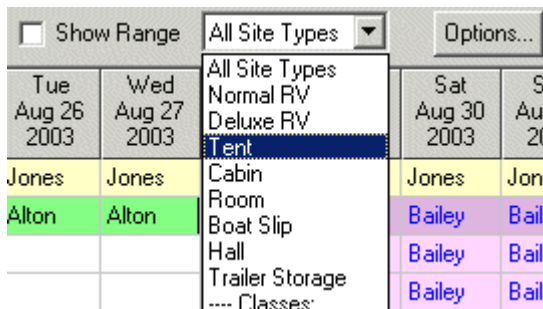 Show Range All Site Types Options...
All Site Types
Normal RV
Deluxe RV
Tent
Cabin
Room
Boat Slip
Hall
Trailer Storage
---- Classes:
Tue Wed Sat
Aug 26 Aug 27 Aug 30
2003 2003 2003
Jones Jones Jones
Alton Alton Bailey
Bailey
Bailey